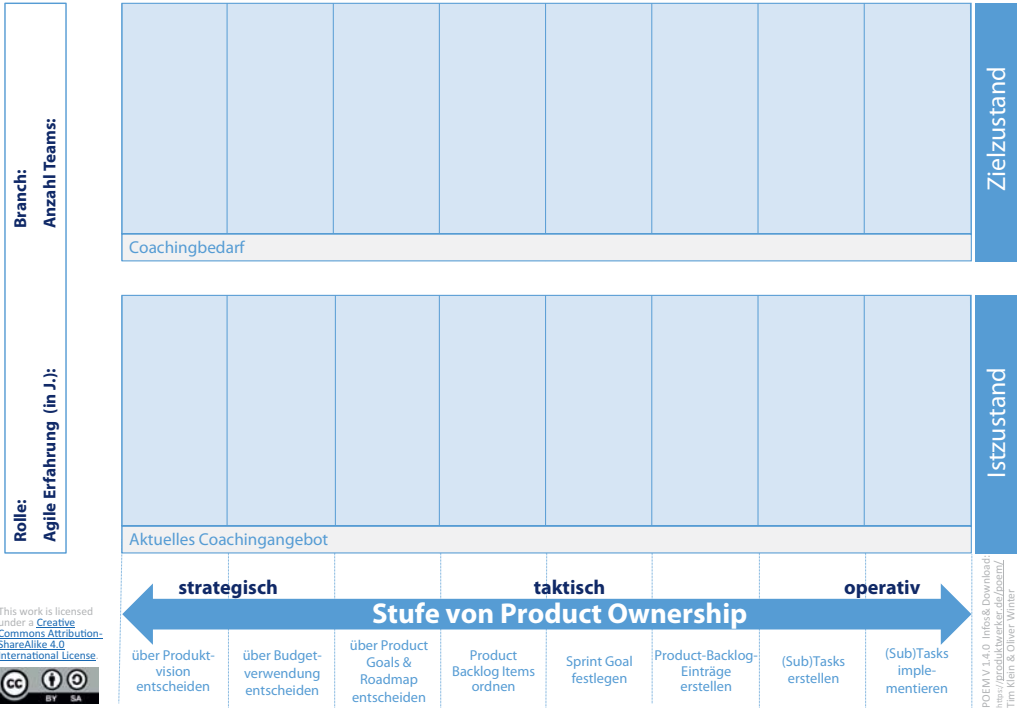 Branch:
Anzahl Teams:
Rolle:
Agile Erfahrung (in J.):
Zielzustand
Coachingbedarf
Istzustand
Aktuelles Coachingangebot
strategisch
taktisch
operativ
Stufe von Product Ownership
über Produkt-
vision
entscheiden
über Budget-
verwendung
entscheiden
über Product
Goals &
Roadmap
entscheiden
Product
Backlog Items
ordnen
Sprint Goal
festlegen
Product-Backlog-
Einträge
erstellen
(Sub)Tasks
erstellen
(Sub)Tasks
imple-
mentieren
This work is licensed
under a Creative
Commons Attribution-
ShareAlike 4.0
International License
cc
BY SA
POEM V 1.4.0 Infos& Download:
https://produktwerker.de/poem/
Tim Klein & Oliver Winter